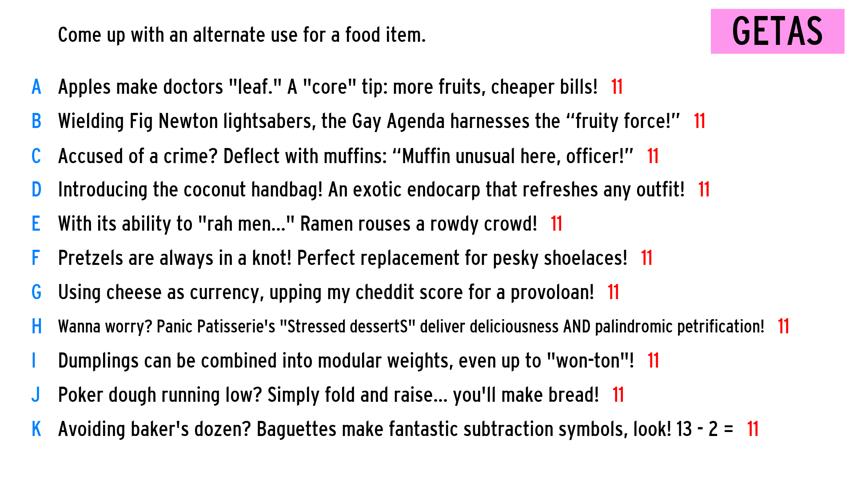 Come up with an alternate use for a food item.
GETAS
A Apples make doctors "leaf." A "core" tip: more fruits, cheaper bills! 11
B Wielding Fig Newton lightsabers, the Gay Agenda harnesses the “fruity force!” 11
C Accused of a crime? Deflect with muffins: “Muffin unusual here, officer!” 11
D Introducing the coconut handbag! An exotic endocarp that refreshes any outfit! 11
E With its ability to "rah men..." Ramen rouses a rowdy crowd! 11
F Pretzels are always in a knot! Perfect replacement for pesky shoelaces! 11
G Using cheese as currency, upping my cheddit score for a provoloan! 11
H Wanna worry? Panic Patisserie's "Stressed dessertS" deliver deliciousness AND palindromic petrification! 11
I Dumplings can be combined into modular weights, even up to "won-ton"! 11
J Poker dough running low? Simply fold and raise... you'll make bread! 11
K Avoiding baker's dozen? Baguettes make fantastic subtraction symbols, look! 13 - 2 = 11